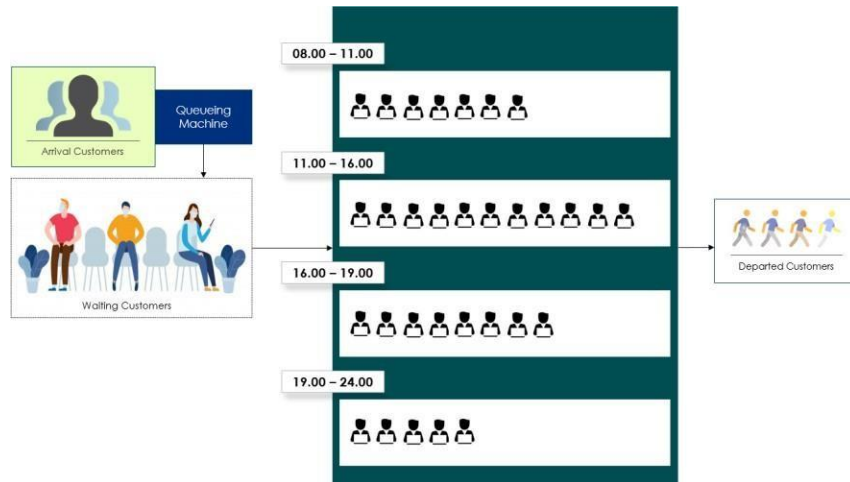 08.00 – 11.00
Queueing
Machine
Arrival Customers
11.00 – 16.00
Departed Customers
16.00 – 19.00
Waiting Customers
19.00 – 24.00